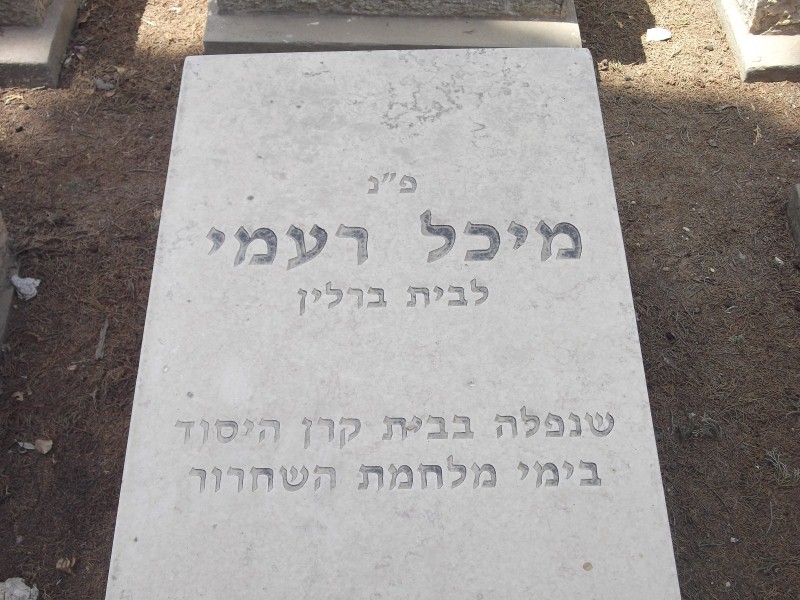 פ"נ
מיכל רעמי
לבית ברלין
שנפלה בבית קרן היסוד
בימי מלחמת השחרור